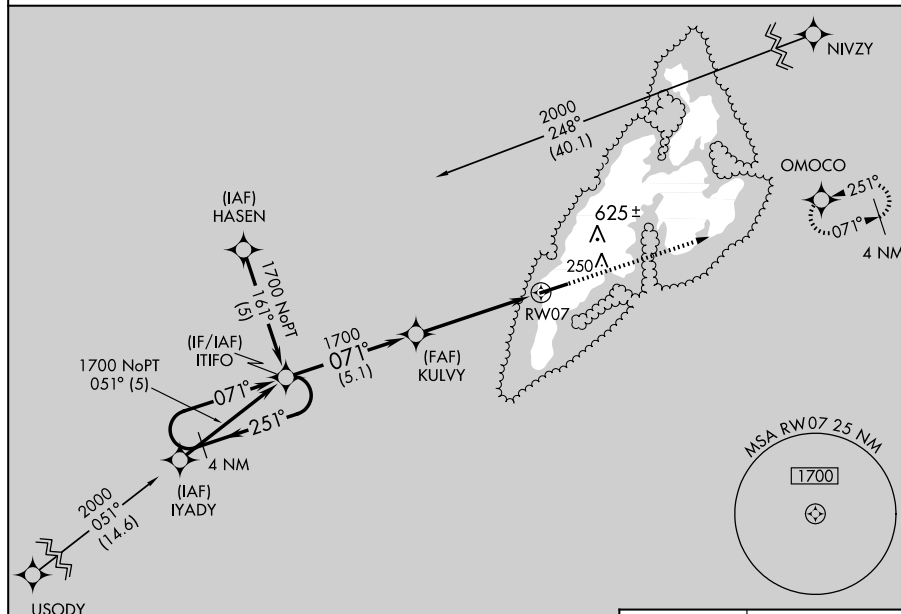 NIVZY
2000
248°
(40.1)
OMOCO
251°
071°
4 NM
(IAF)
HASEN
1700 NoPT
161°
(5)
625±
250
RW07
(IF/IAF)
ITIFO
1700
071°
(5.1)
(FAF)
KULVY
1700 NoPT
051° (5)
071°
251°
4 NM
(IAF)
IYADY
2000
051°
(14.6)
USODY
MSA RW07 25 NM
1700